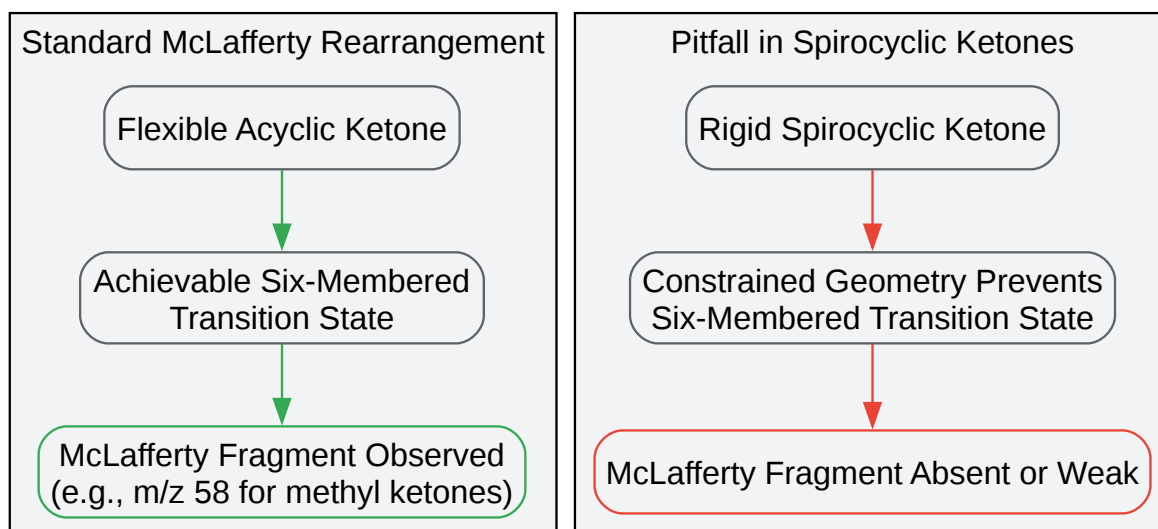 Standard McLafferty Rearrangement
Flexible Acyclic Ketone
Achievable Six-Membered
Transition State
McLafferty Fragment Observed
(e.g., m/z 58 for methyl ketones)
Pitfall in Spirocyclic Ketones
Rigid Spirocyclic Ketone
Constrained Geometry Prevents
Six-Membered Transition State
McLafferty Fragment Absent or Weak